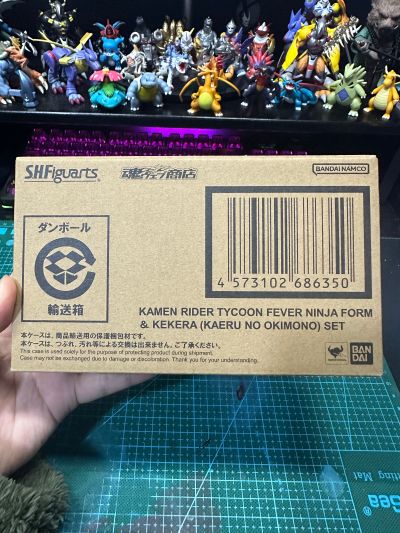 S.H.Figuarts
魂ウェブ商店
BANDAI NAMCO
ダンボール
輸送箱
4 573102 686350
KAMEN RIDER TYCOON FEVER NINJA FORM
& KEKERA (KAERU NO OKIMONO) SET
本ケースは、商品輸送用の保護梱包材です。
本ケースは、つぶれ、汚れ等による交換は出来ません。ご了承ください。
This case is used solely for the purpose of protecting product during shipment.
Case may not be exchanged due to damage or discoloration. Thank you for your understanding.
BAN
DAI
Mat